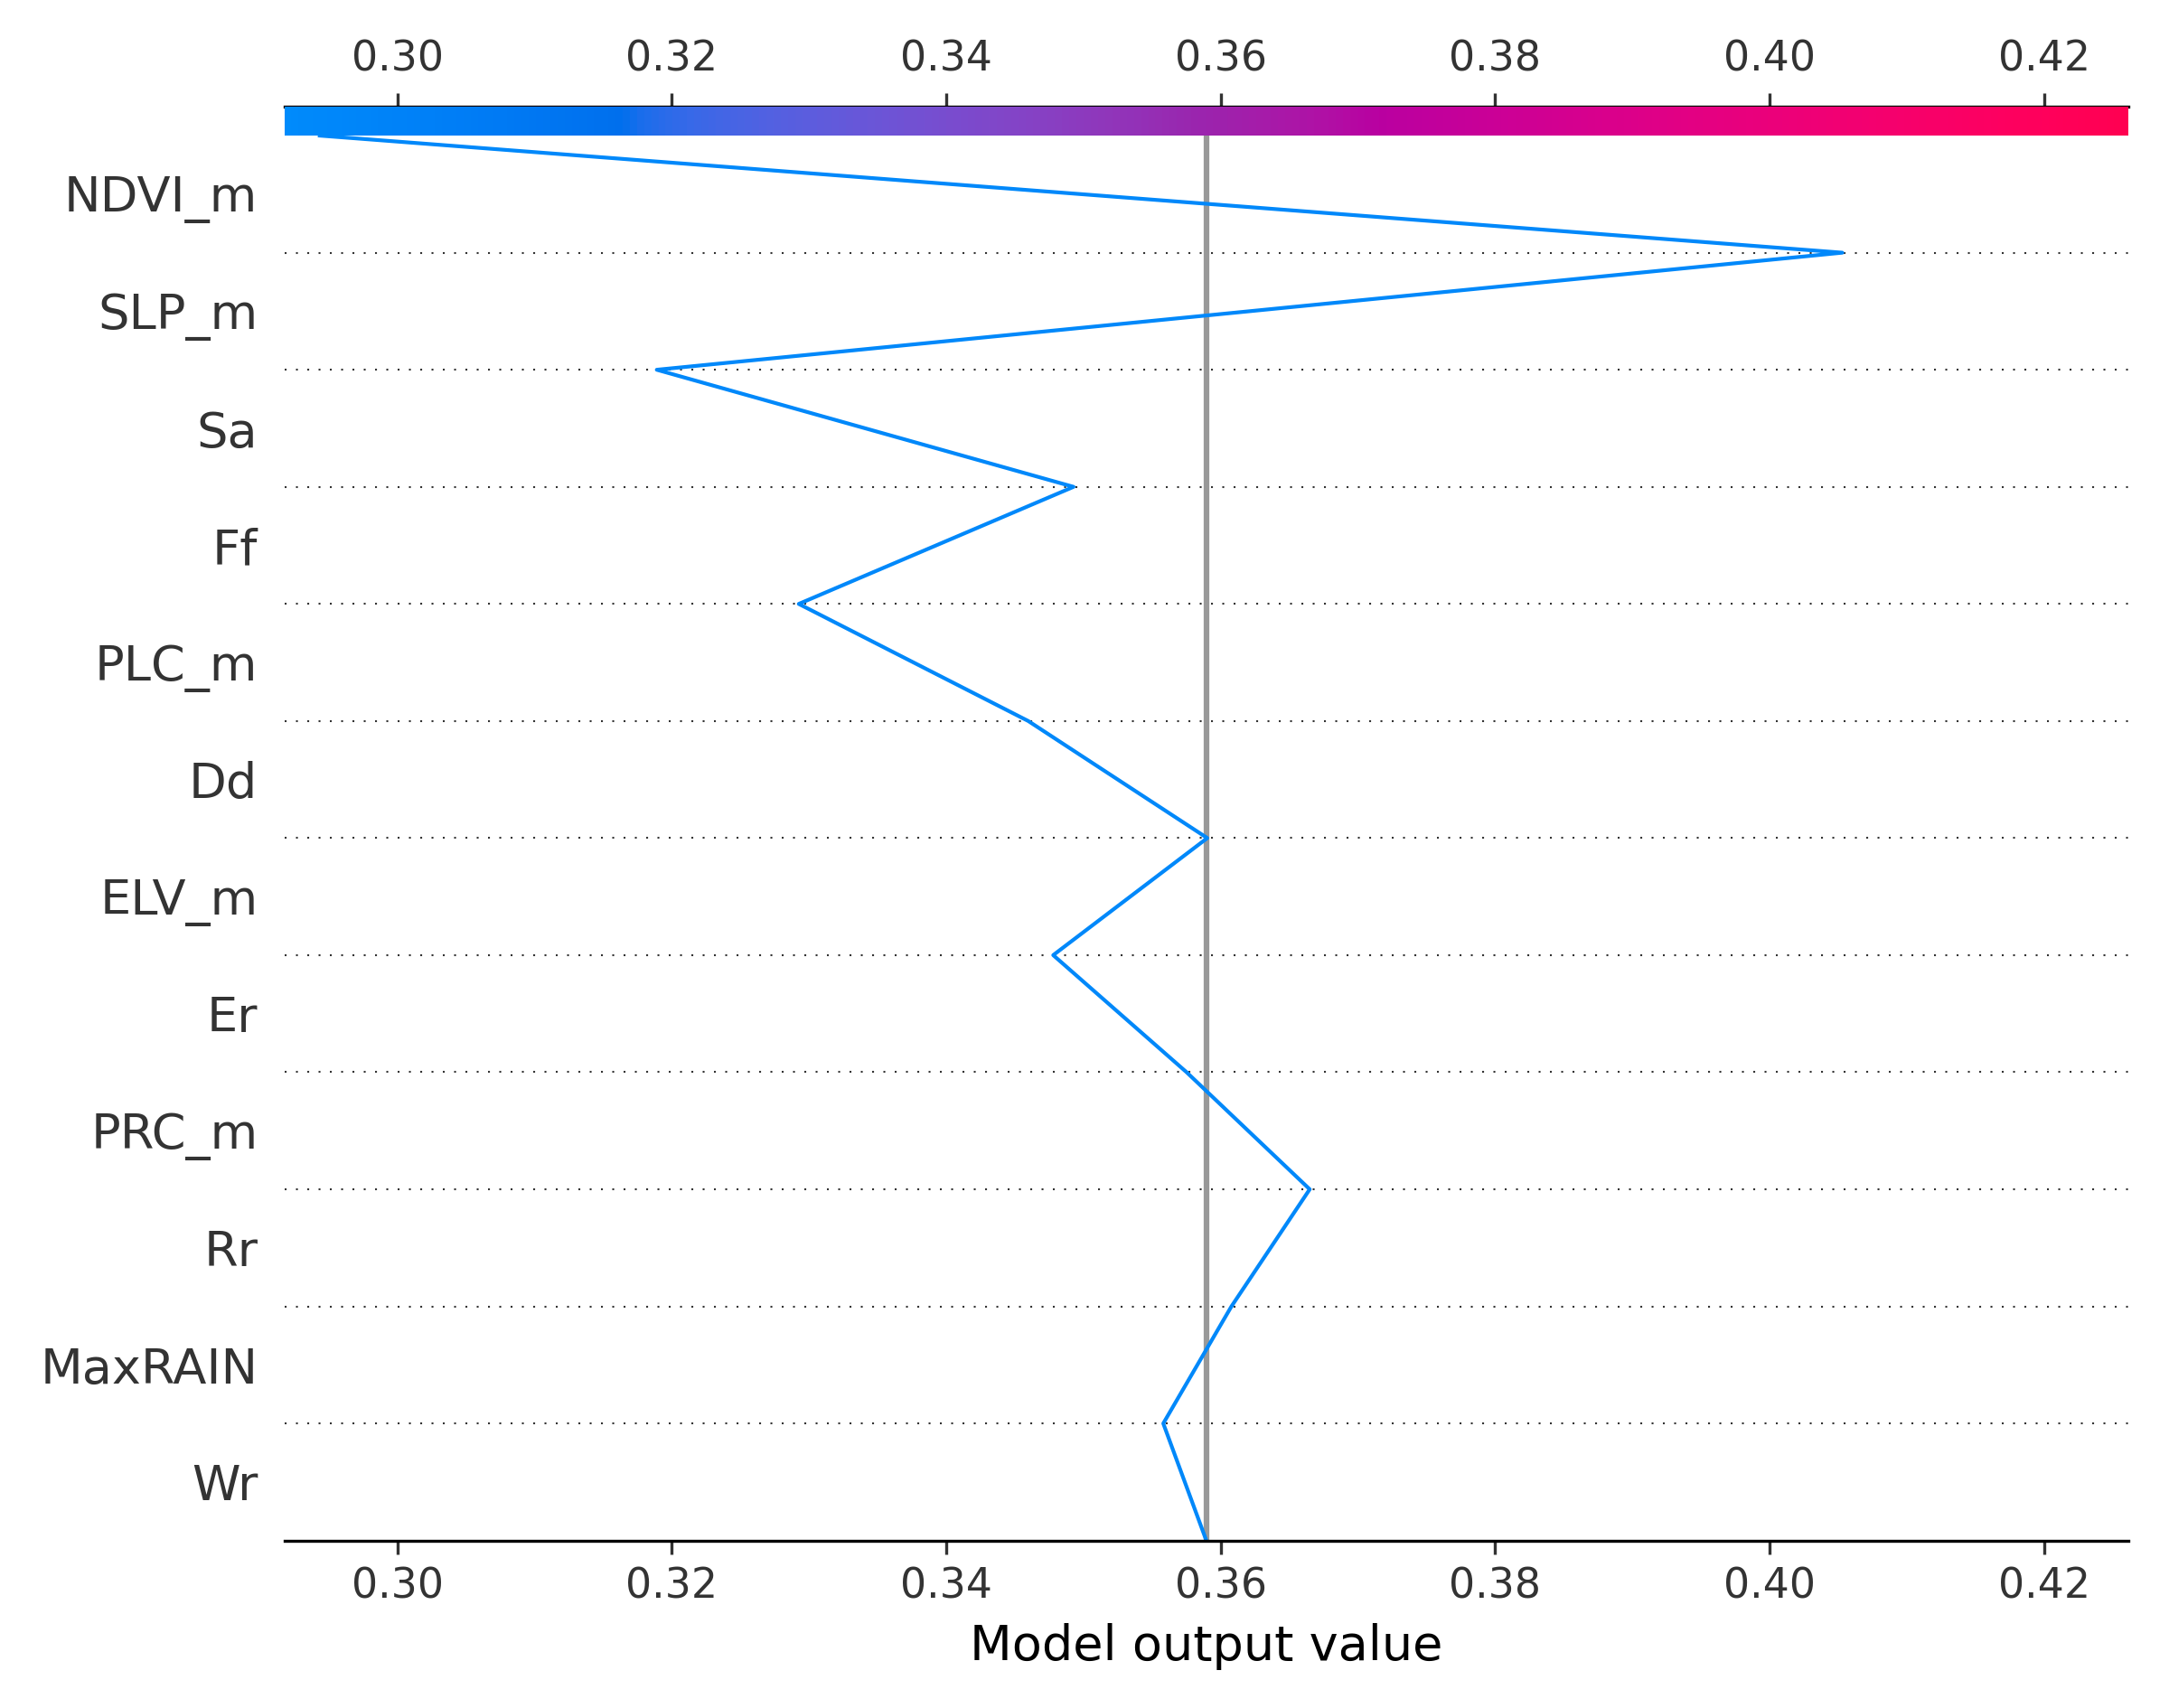 0.30 0.32 0.34 0.36 0.38 0.40 0.42
NDVI_m
SLP_m
Sa
Ff
PLC_m
Dd
ELV_m
Er
PRC_m
Rr
MaxRAIN
Wr
0.30 0.32 0.34 0.36 0.38 0.40 0.42
Model output value